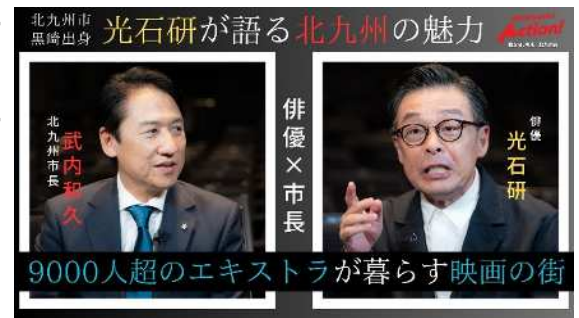 北九州市
黒崎出身
光石研が語る北九州の魅力
Action!
北九州市長
武内和久
俳優×市長
俳優
光石研
9000人超のエキストラが暮らす映画の街